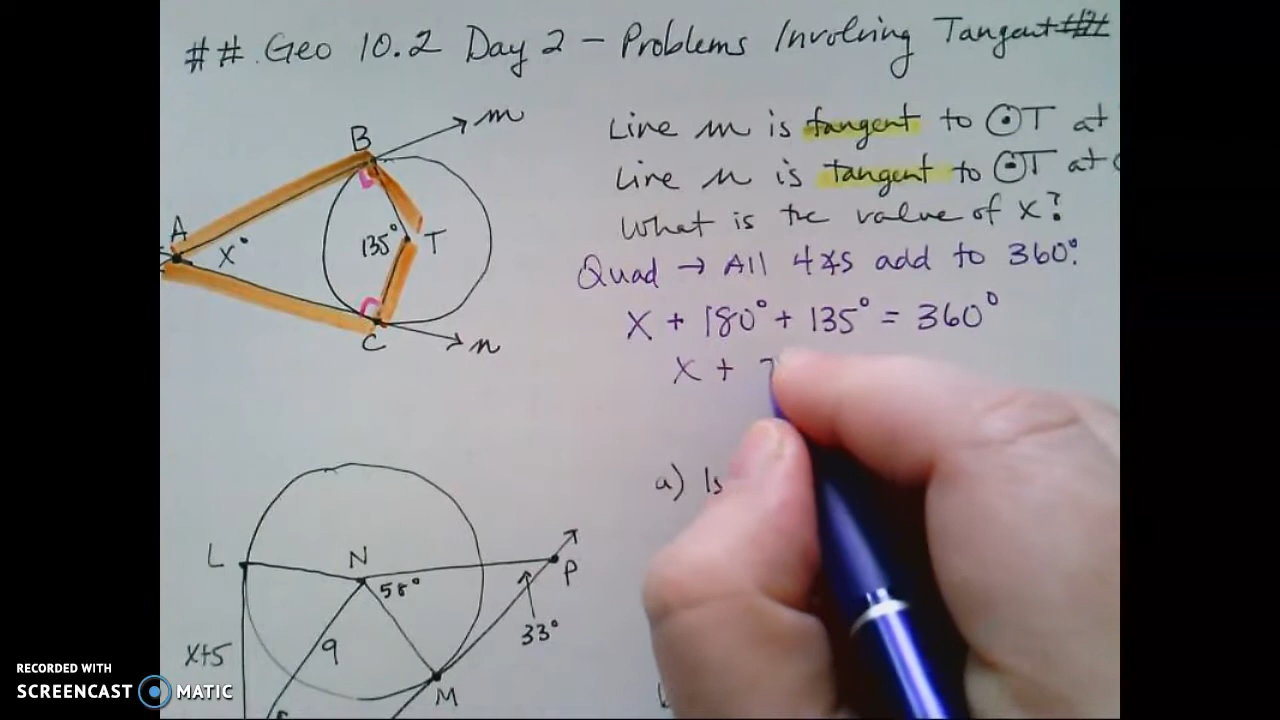 ## Geo 10.2 Day 2 - Problems Involving Tangent
Line m is tangent to ⊙T at
Line n is tangent to ⊙T at
What is the value of x?
Quad → All 4∡s add to 360°.
x + 180° + 135° = 360°
x +
B
m
A
x°
135°
T
C
n
a) Is
L
N
58°
P
33°
x+5
9
M
RECORDED WITH
SCREENCAST MATIC